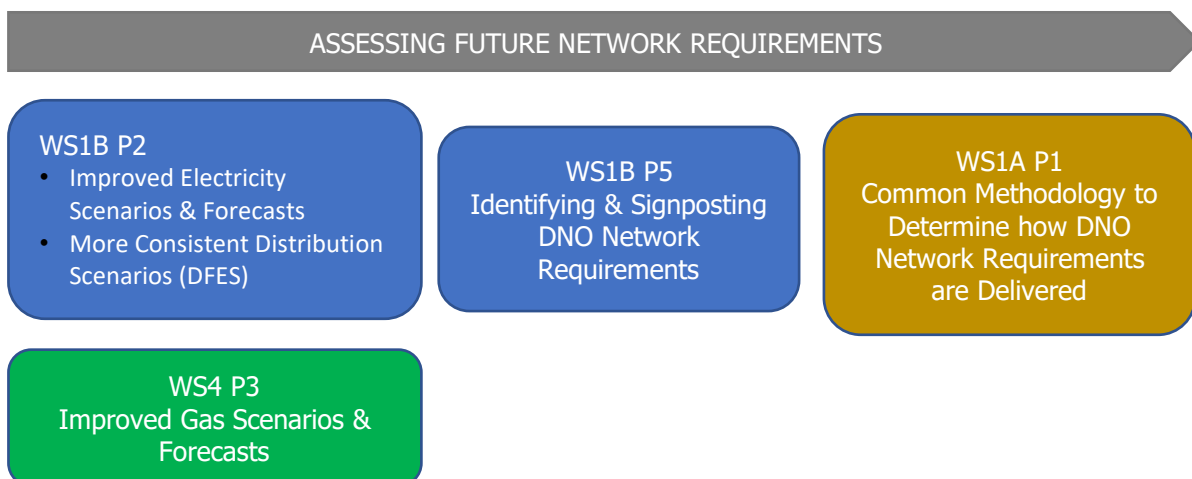 ASSESSING FUTURE NETWORK REQUIREMENTS
WS1B P2
• Improved Electricity
Scenarios & Forecasts
• More Consistent Distribution
Scenarios (DFES)
WS1B P5
Identifying & Signposting
DNO Network
Requirements
WS1A P1
Common Methodology to
Determine how DNO
Network Requirements
are Delivered
WS4 P3
Improved Gas Scenarios &
Forecasts